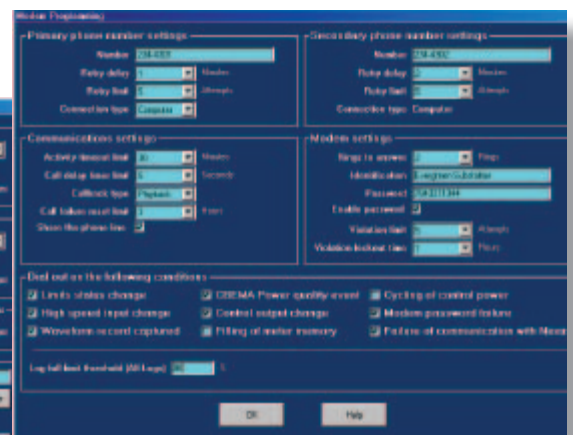 Modem Programming
Primary phone number settings
Number
Retry delay Minutes
Retry limit 5 Attempts
Connection type Computer
Secondary phone number settings
Number
Retry delay Minutes
Retry limit Attempts
Connection type Computer
Communications settings
Activity timeout limit 30 Minutes
Call delay time limit Seconds
Callback type Playback
Call failure reset limit Hours
Share the phone line
Modem settings
Rings to answer Rings
Identification Evergreen Substation
Password
Enable password
Violation limit Attempts
Violation lockout time Hours
Dial out on the following conditions
Limits status change
CBEMA Power quality event
Cycling of control power
High speed input change
Control output change
Modem password failure
Waveform record captured
Filling of meter memory
Failure of communication with
Log full limit threshold (All Logs) %
OK
Help